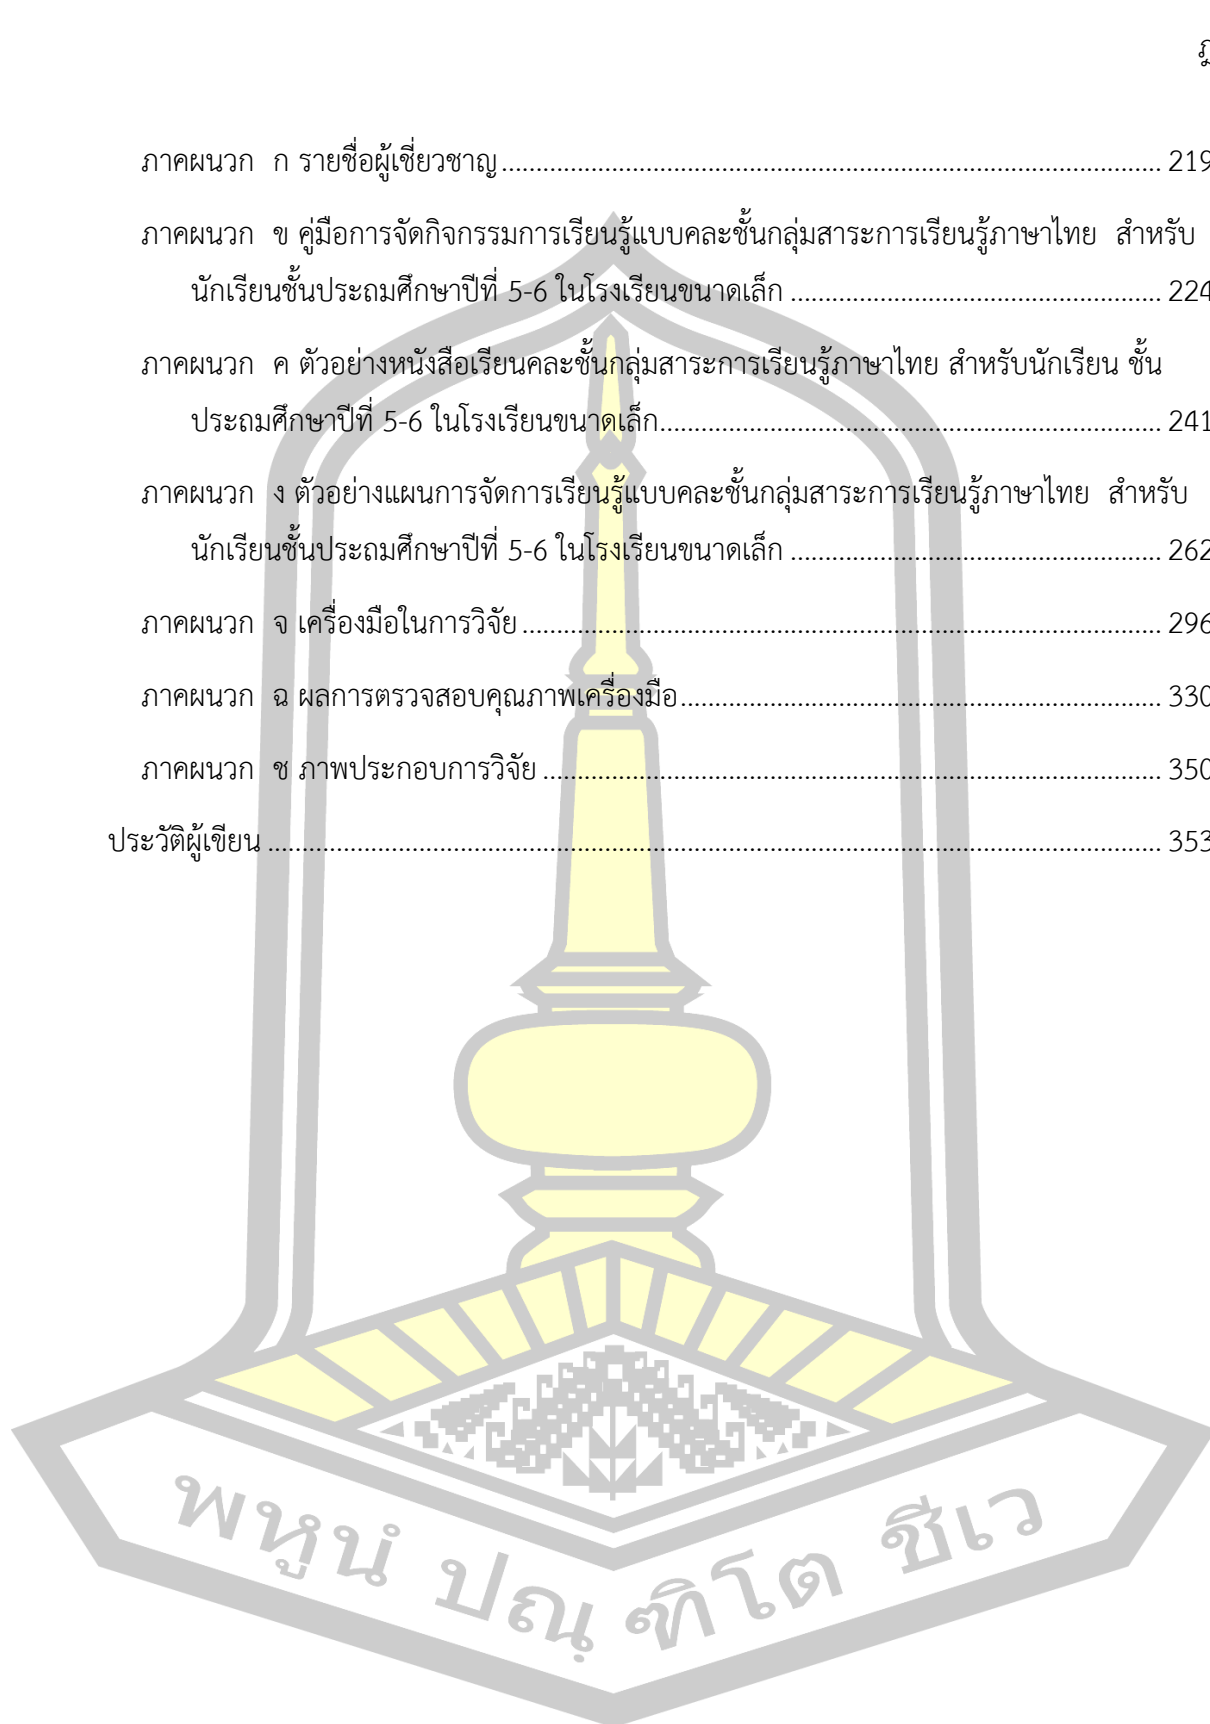 ฎ
ภาคผนวก ก รายชื่อผู้เชี่ยวชาญ 219
ภาคผนวก ข คู่มือการจัดกิจกรรมการเรียนรู้แบบคละชั้นกลุ่มสาระการเรียนรู้ภาษาไทย สำหรับ
นักเรียนชั้นประถมศึกษาปีที่ 5-6 ในโรงเรียนขนาดเล็ก 224
ภาคผนวก ค ตัวอย่างหนังสือเรียนคละชั้นกลุ่มสาระการเรียนรู้ภาษาไทย สำหรับนักเรียน ชั้น
ประถมศึกษาปีที่ 5-6 ในโรงเรียนขนาดเล็ก 241
ภาคผนวก ง ตัวอย่างแผนการจัดการเรียนรู้แบบคละชั้นกลุ่มสาระการเรียนรู้ภาษาไทย สำหรับ
นักเรียนชั้นประถมศึกษาปีที่ 5-6 ในโรงเรียนขนาดเล็ก 262
ภาคผนวก จ เครื่องมือในการวิจัย 296
ภาคผนวก ฉ ผลการตรวจสอบคุณภาพเครื่องมือ 330
ภาคผนวก ช ภาพประกอบการวิจัย 350
ประวัติผู้เขียน 353
พหูนํ ปณฺฑิโต ชีเว